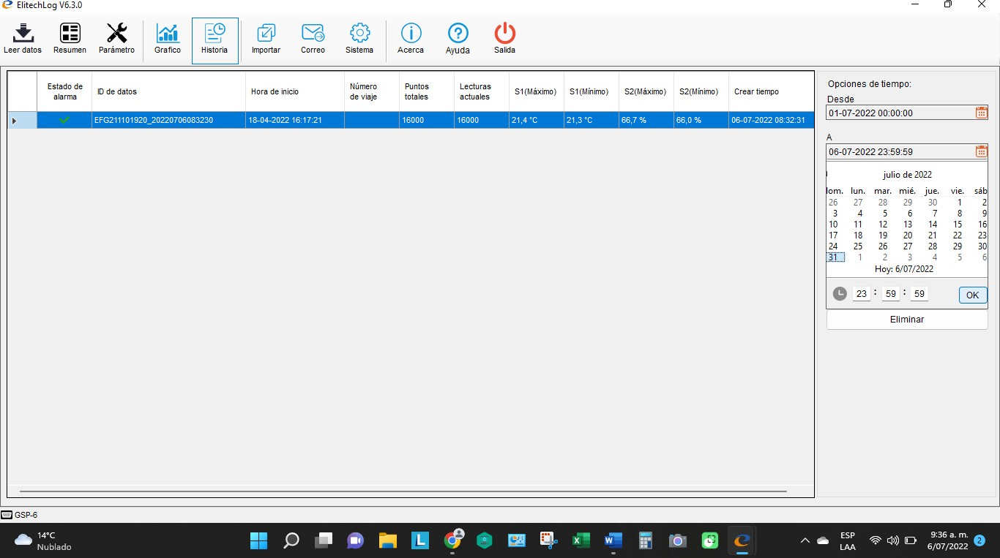 ElitechLog V6.3.0
Leer datos Resumen Parámetro Grafico Historia Importar Correo Sistema Acerca Ayuda Salida
Estado de alarma ID de datos Hora de inicio Número de viaje Puntos totales Lecturas actuales S1(Máximo) S1(Mínimo) S2(Máximo) S2(Mínimo) Crear tiempo
EFG211101920_20220706083230 18-04-2022 16:17:21 16000 16000 21,4 °C 21,3 °C 66,7 % 66,0 % 06-07-2022 08:32:31
Opciones de tiempo:
Desde
01-07-2022 00:00:00
A
06-07-2022 23:59:59
julio de 2022
lom. lun. mar. mié. jue. vie. sáb
26 27 28 29 30 1 2
3 4 5 6 7 8 9
10 11 12 13 14 15 16
17 18 19 20 21 22 23
24 25 26 27 28 29 30
31 1 2 3 4 5 6
Hoy: 6/07/2022
23 : 59 : 59 OK
Eliminar
GSP-6
14°C
Nublado
ESP
LAA
9:36 a. m.
6/07/2022
2